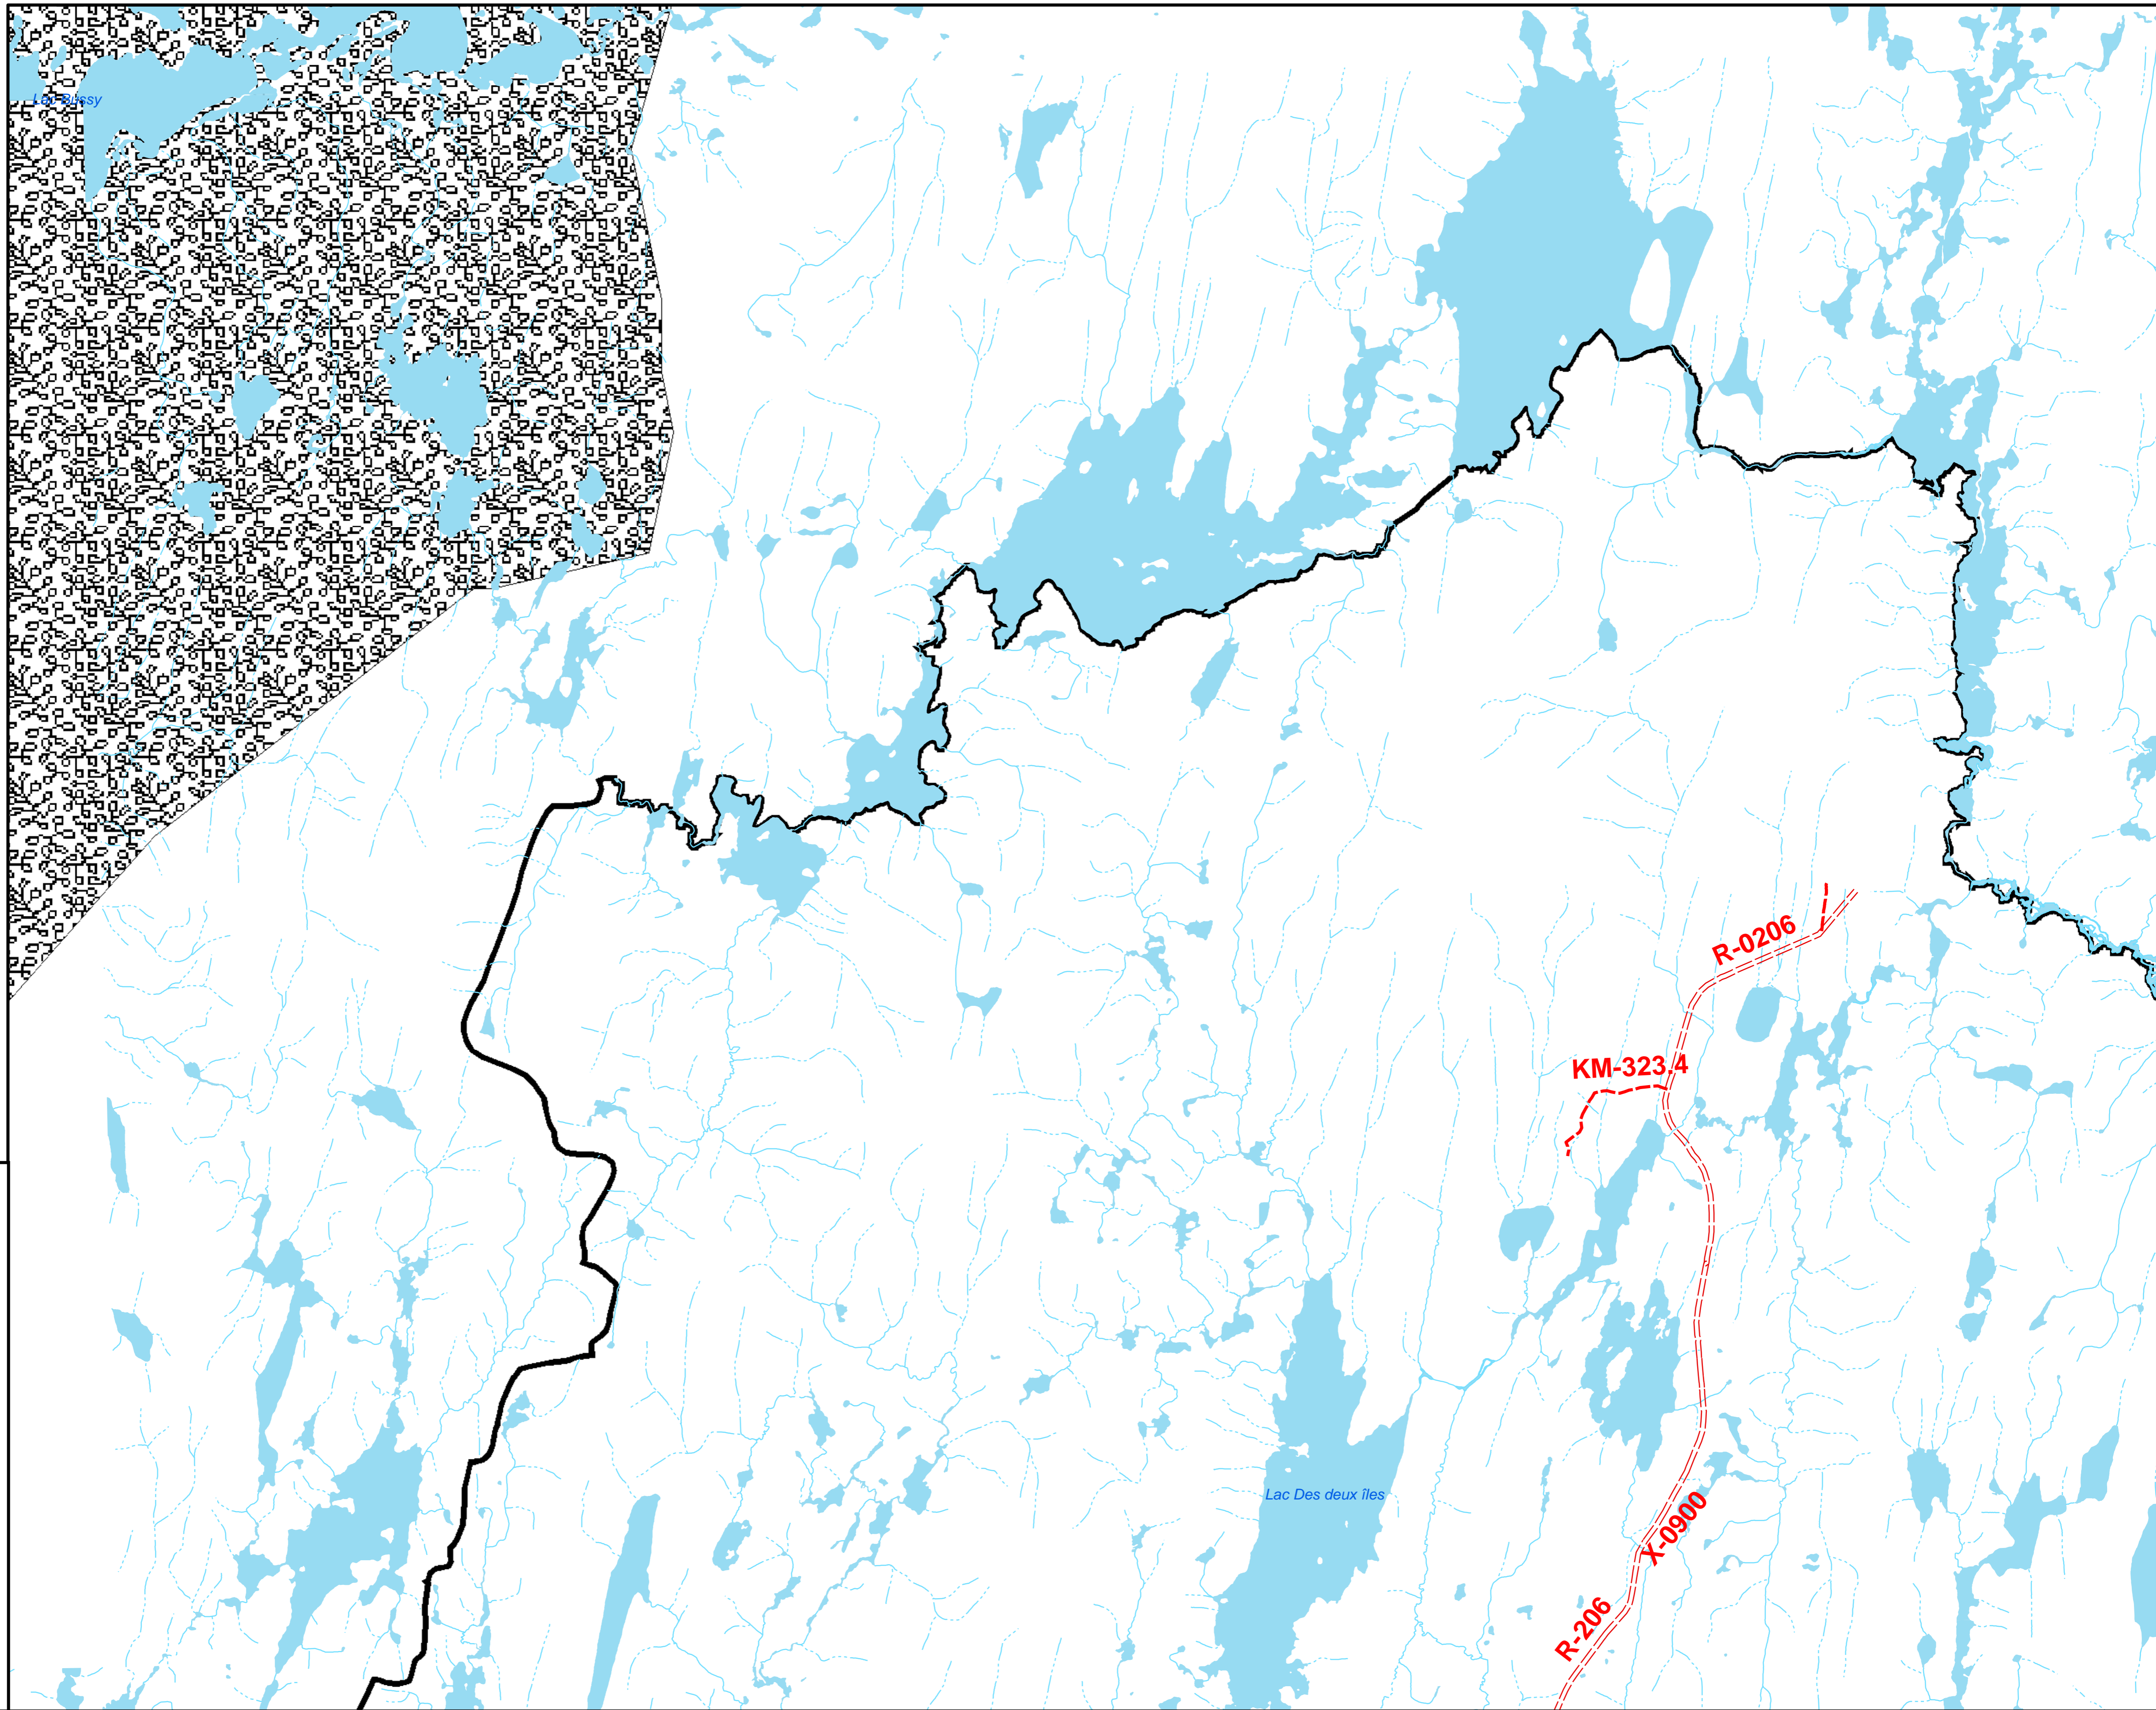 Lac Bussy
R-0206
KM-323.4
Lac Des deux îles
X-0900
R-206